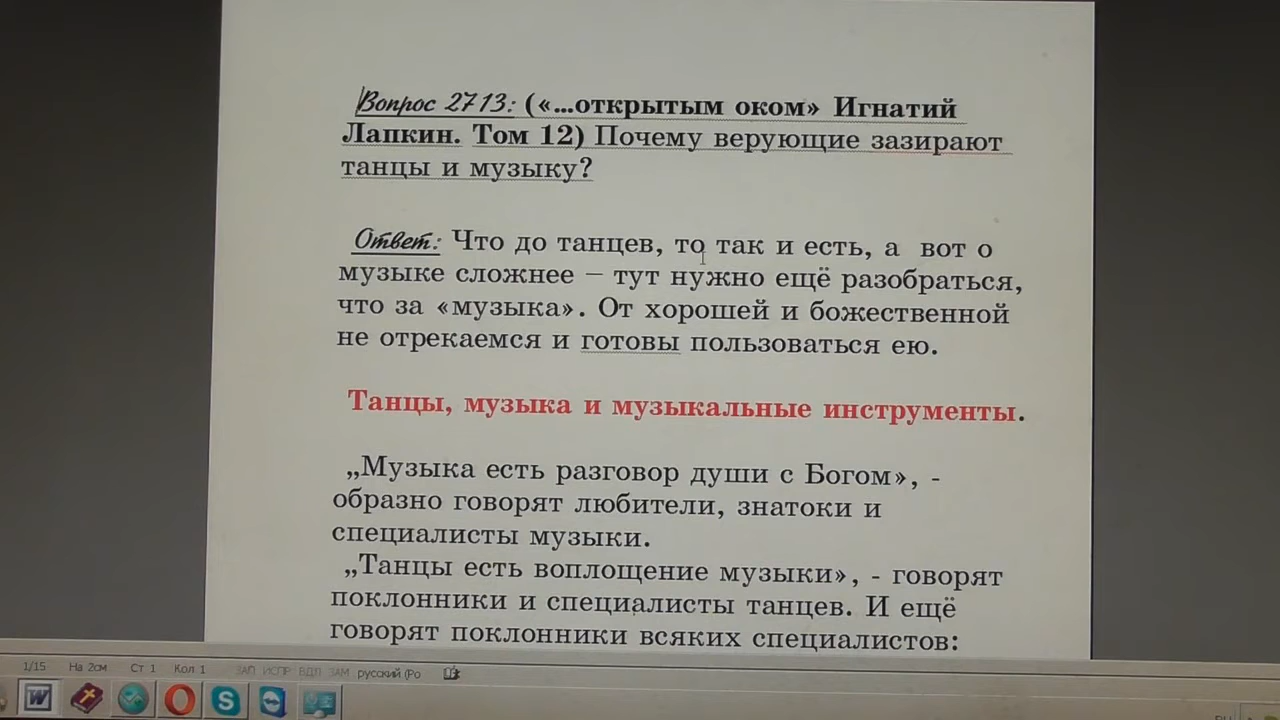 Вопрос 2713: («...открытым оком» Игнатий
Лапкин. Том 12) Почему верующие зазирают
танцы и музыку?
Ответ: Что до танцев, то так и есть, а вот о
музыке сложнее – тут нужно ещё разобраться,
что за «музыка». От хорошей и божественной
не отрекаемся и готовы пользоваться ею.
Танцы, музыка и музыкальные инструменты.
„Музыка есть разговор души с Богом», -
образно говорят любители, знатоки и
специалисты музыки.
„Танцы есть воплощение музыки», - говорят
поклонники и специалисты танцев. И ещё
говорят поклонники всяких специалистов:
1/15 На 2см Ст 1 Кол 1 ЗАП ИСПР ВДЛ ЗАМ русский (Ро